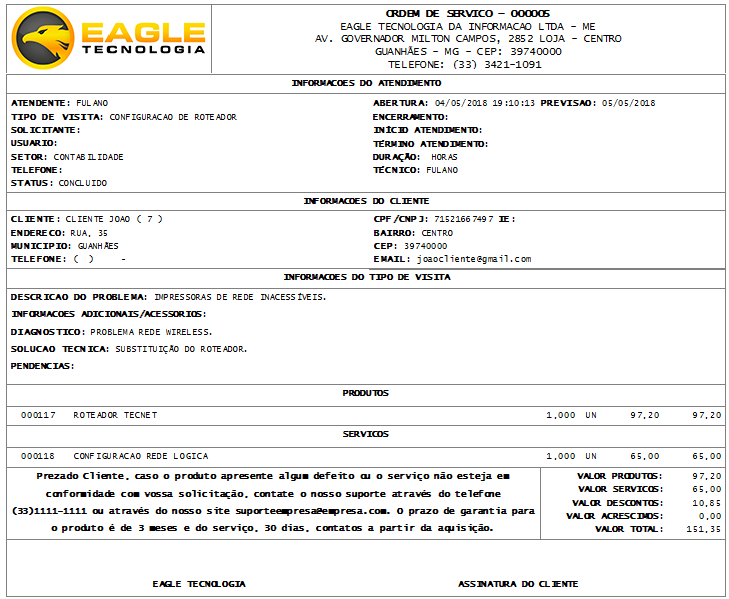 EAGLE
TECNOLOGIA
ORDEM DE SERVICO - 000005
EAGLE TECNOLOGIA DA INFORMACAO LTDA - ME
AV. GOVERNADOR MILTON CAMPOS, 2852 LOJA - CENTRO
GUANHÃES - MG - CEP: 39740000
TELEFONE: (33) 3421-1091
INFORMACOES DO ATENDIMENTO
ATENDENTE: FULANO
ABERTURA: 04/05/2018 19:10:13 PREVISAO: 05/05/2018
TIPO DE VISITA: CONFIGURACAO DE ROTEADOR
ENCERRAMENTO:
SOLICITANTE:
INÍCIO ATENDIMENTO:
USUARIO:
TÉRMINO ATENDIMENTO:
SETOR: CONTABILIDADE
DURAÇÃO: HORAS
TELEFONE:
TÉCNICO: FULANO
STATUS: CONCLUIDO
INFORMACOES DO CLIENTE
CLIENTE: CLIENTE JOAO ( 7 )
CPF/CNPJ: 71521667497 IE:
ENDERECO: RUA, 35
BAIRRO: CENTRO
MUNICIPIO: GUANHÃES
CEP: 39740000
TELEFONE: (  )    -
EMAIL: joaocliente@gmail.com
INFORMACOES DO TIPO DE VISITA
DESCRICAO DO PROBLEMA: IMPRESSORAS DE REDE INACESSÍVEIS.
INFORMACOES ADICIONAIS/ACESSORIOS:
DIAGNOSTICO: PROBLEMA REDE WIRELESS.
SOLUCAO TECNICA: SUBSTITUIÇÃO DO ROTEADOR.
PENDENCIAS:
PRODUTOS
000117 ROTEADOR TECNET 1,000 UN 97,20 97,20
SERVICOS
000118 CONFIGURACAO REDE LOGICA 1,000 UN 65,00 65,00
Prezado Cliente, caso o produto apresente algum defeito ou o serviço não esteja em
conformidade com vossa solicitação, contate o nosso suporte através do telefone
(33)1111-1111 ou através do nosso site suporteempresa@empresa.com. O prazo de garantia para
o produto é de 3 meses e do serviço, 30 dias, contatos a partir da aquisição.
VALOR PRODUTOS: 97,20
VALOR SERVICOS: 65,00
VALOR DESCONTOS: 10,85
VALOR ACRESCIMOS: 0,00
VALOR TOTAL: 151,35
EAGLE TECNOLOGIA
ASSINATURA DO CLIENTE